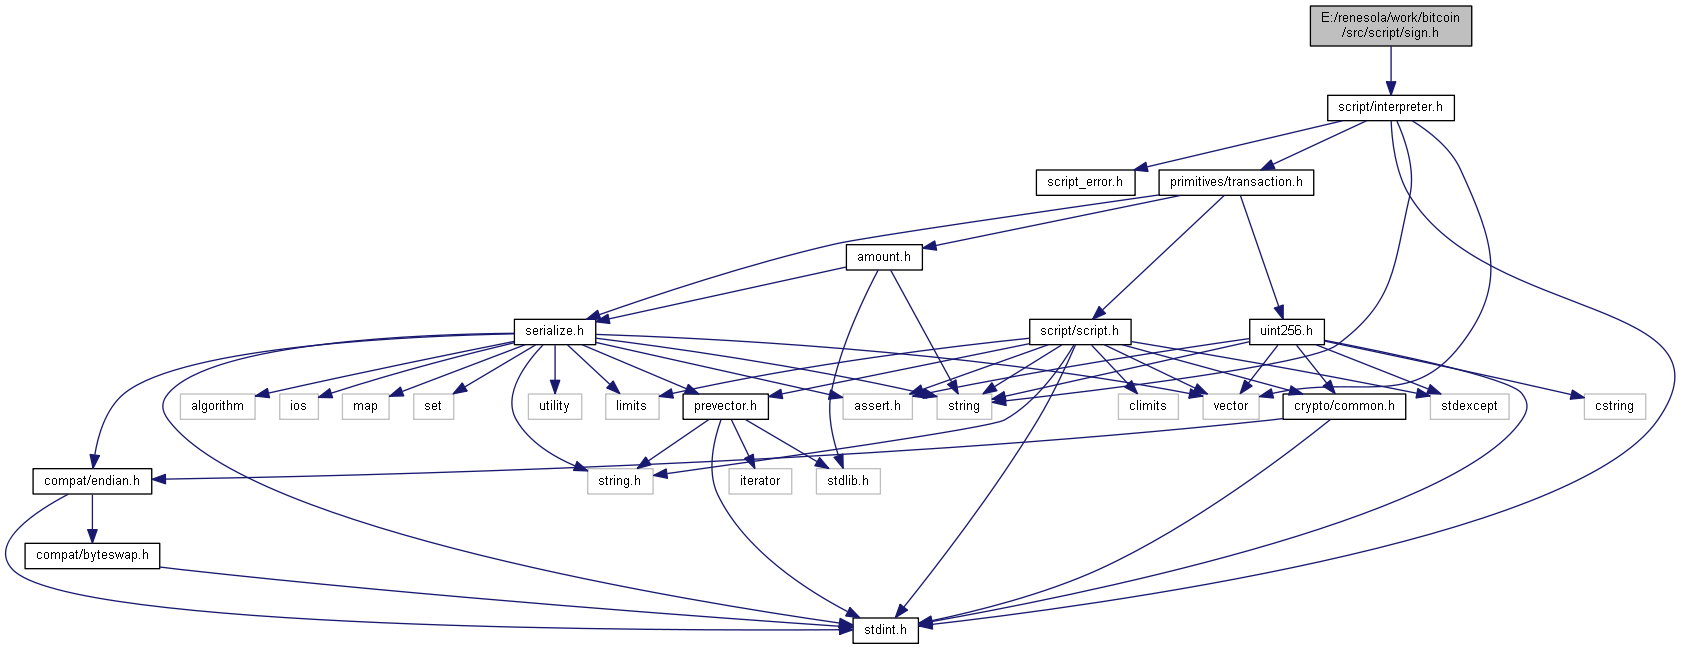 E:/renesola/work/bitcoin
/src/script/sign.h
script/interpreter.h
script_error.h
primitives/transaction.h
amount.h
serialize.h
script/script.h
uint256.h
algorithm
ios
map
set
utility
limits
prevector.h
assert.h
string
climits
vector
crypto/common.h
stdexcept
cstring
compat/endian.h
string.h
iterator
stdlib.h
compat/byteswap.h
stdint.h